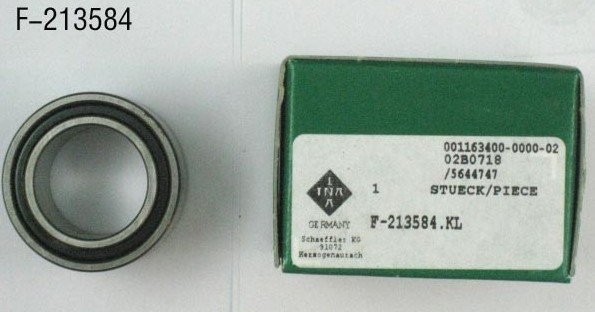 F-213584
001163400-0000-02
02B0718
/5644747
1 STUECK/PIECE
I
INA
A
GERMANY
F-213584.KL
Schaeffler KG
91072
Herzogenaurach